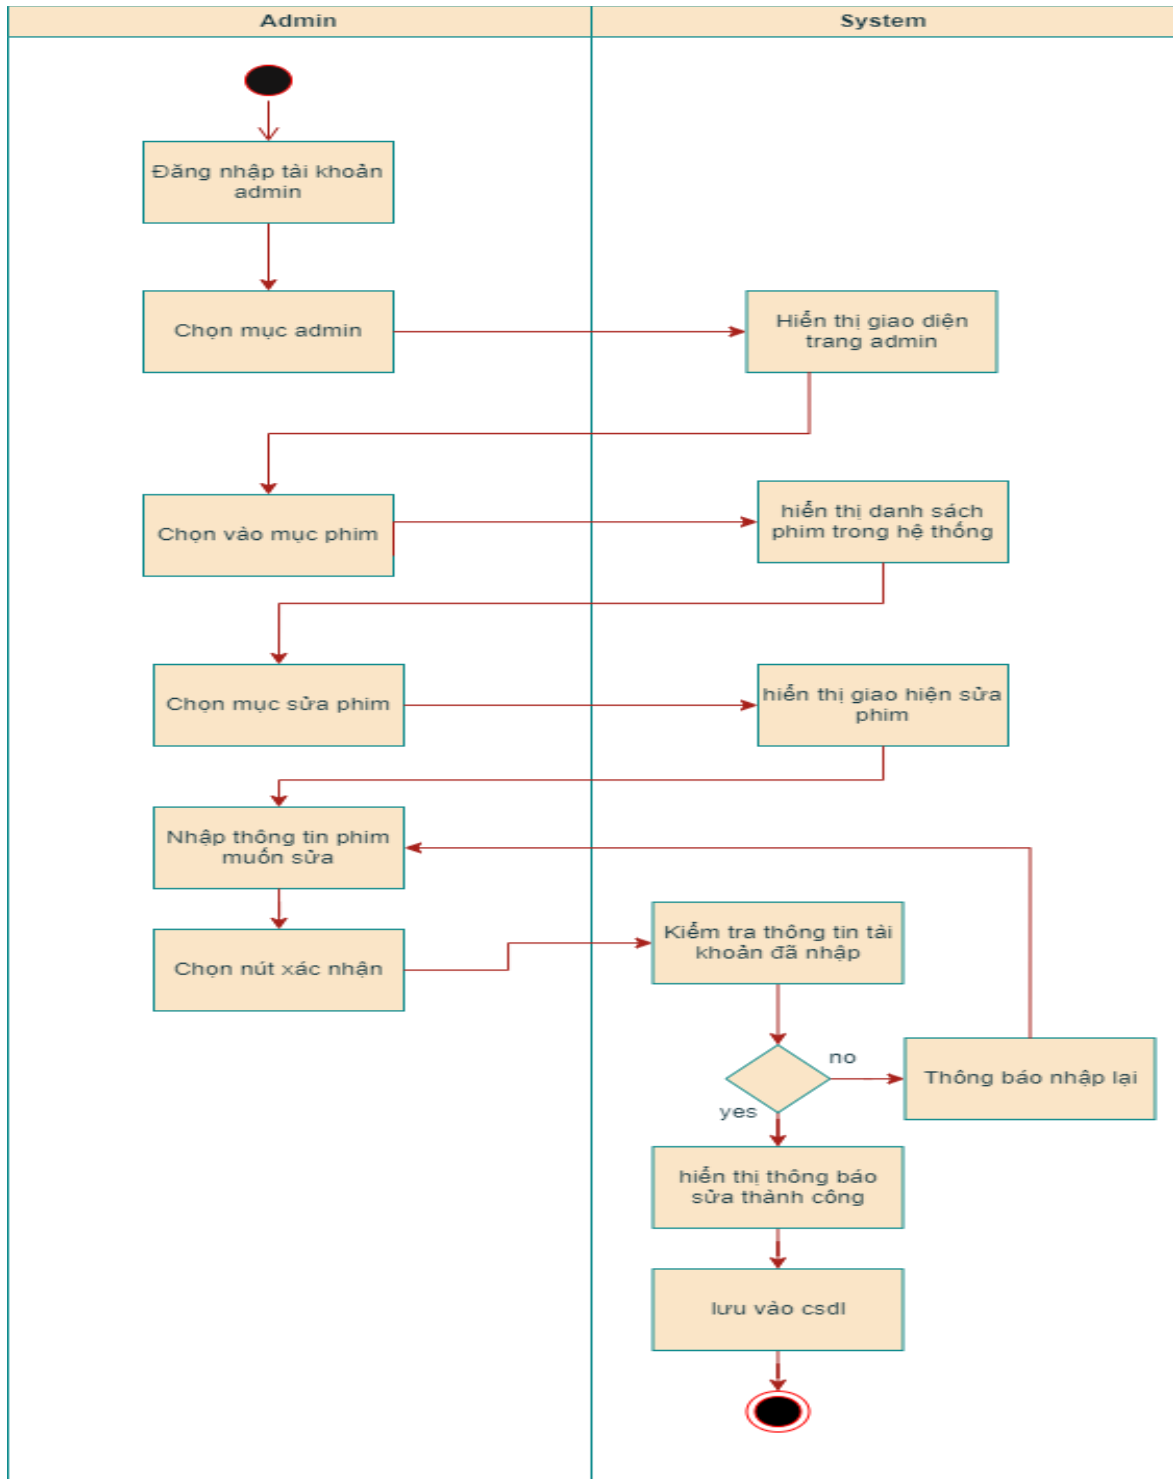 Admin
System
Đăng nhập tài khoản
admin
Chọn mục admin
Hiển thị giao diện
trang admin
Chọn vào mục phim
hiển thị danh sách
phim trong hệ thống
Chọn mục sửa phim
hiển thị giao hiện sửa
phim
Nhập thông tin phim
muốn sửa
Chọn nút xác nhận
Kiểm tra thông tin tài
khoản đã nhập
no
Thông báo nhập lại
yes
hiển thị thông báo
sửa thành công
lưu vào csdl